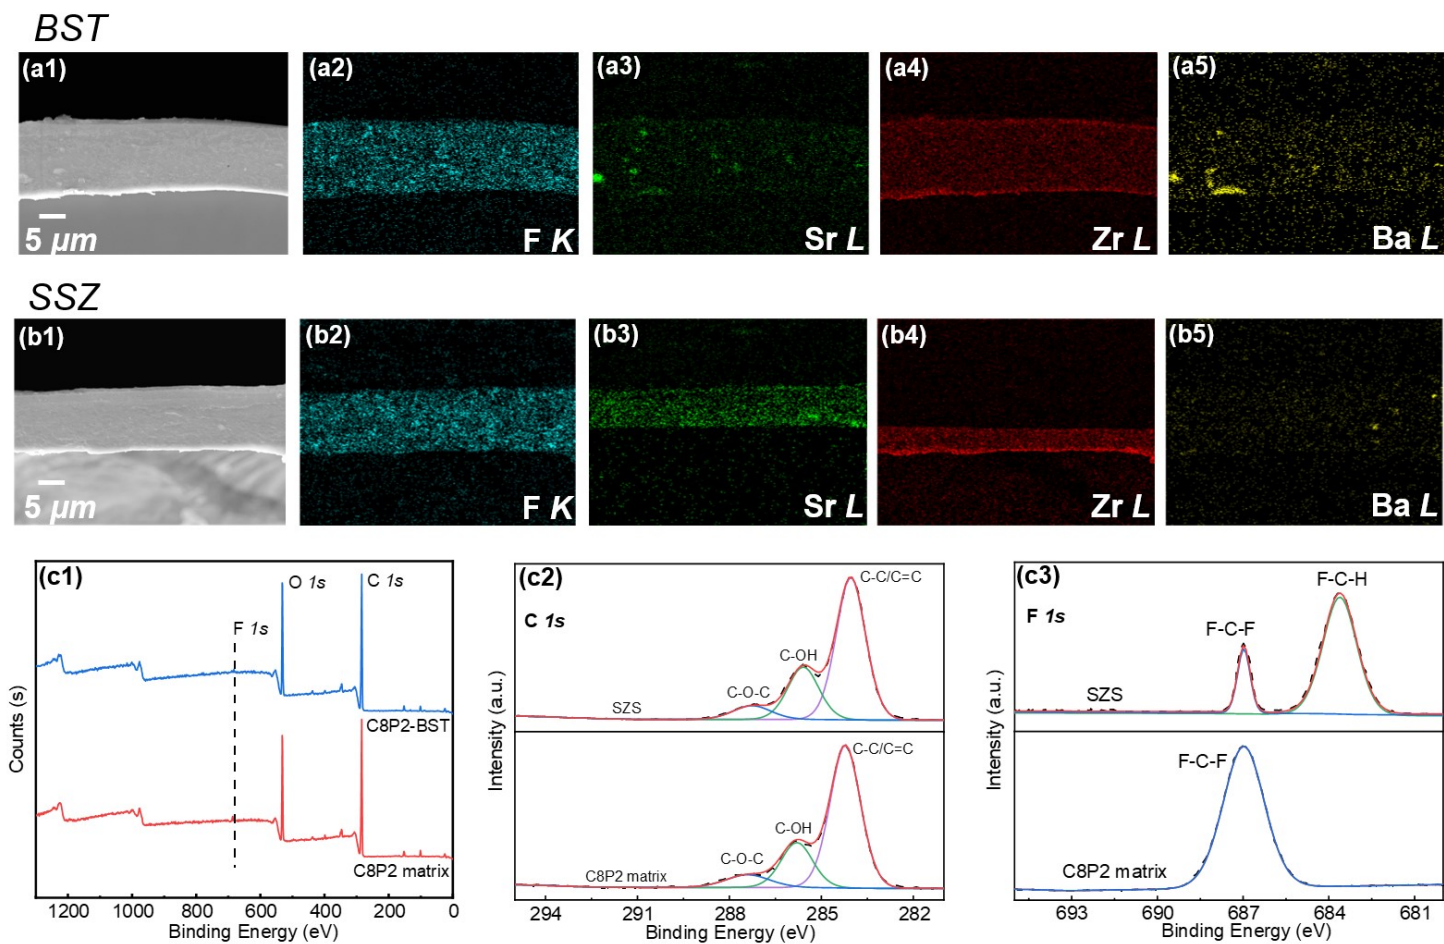 BST
(a1) (a2) (a3) (a4) (a5)
5 μm F K Sr L Zr L Ba L
SSZ
(b1) (b2) (b3) (b4) (b5)
5 μm F K Sr L Zr L Ba L
(c1)
O 1s
C 1s
F 1s
C8P2-BST
C8P2 matrix
Counts (s)
1200 1000 800 600 400 200 0
Binding Energy (eV)
(c2)
C 1s
C-C/C=C
C-OH
C-O-C
SZS
C-C/C=C
C-OH
C-O-C
C8P2 matrix
Intensity (a.u.)
294 291 288 285 282
Binding Energy (eV)
(c3)
F 1s
F-C-H
F-C-F
SZS
F-C-F
C8P2 matrix
Intensity (a.u.)
693 690 687 684 681
Binding Energy (eV)